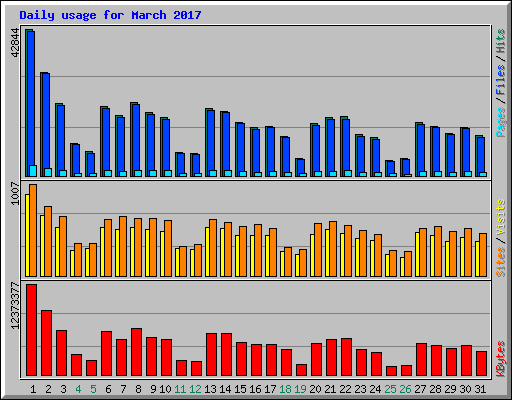 Daily usage for March 2017
42844
Pages/Files/Hits
1007
Sites/Visits
12373377
KBytes
1 2 3 4 5 6 7 8 9 10 11 12 13 14 15 16 17 18 19 20 21 22 23 24 25 26 27 28 29 30 31